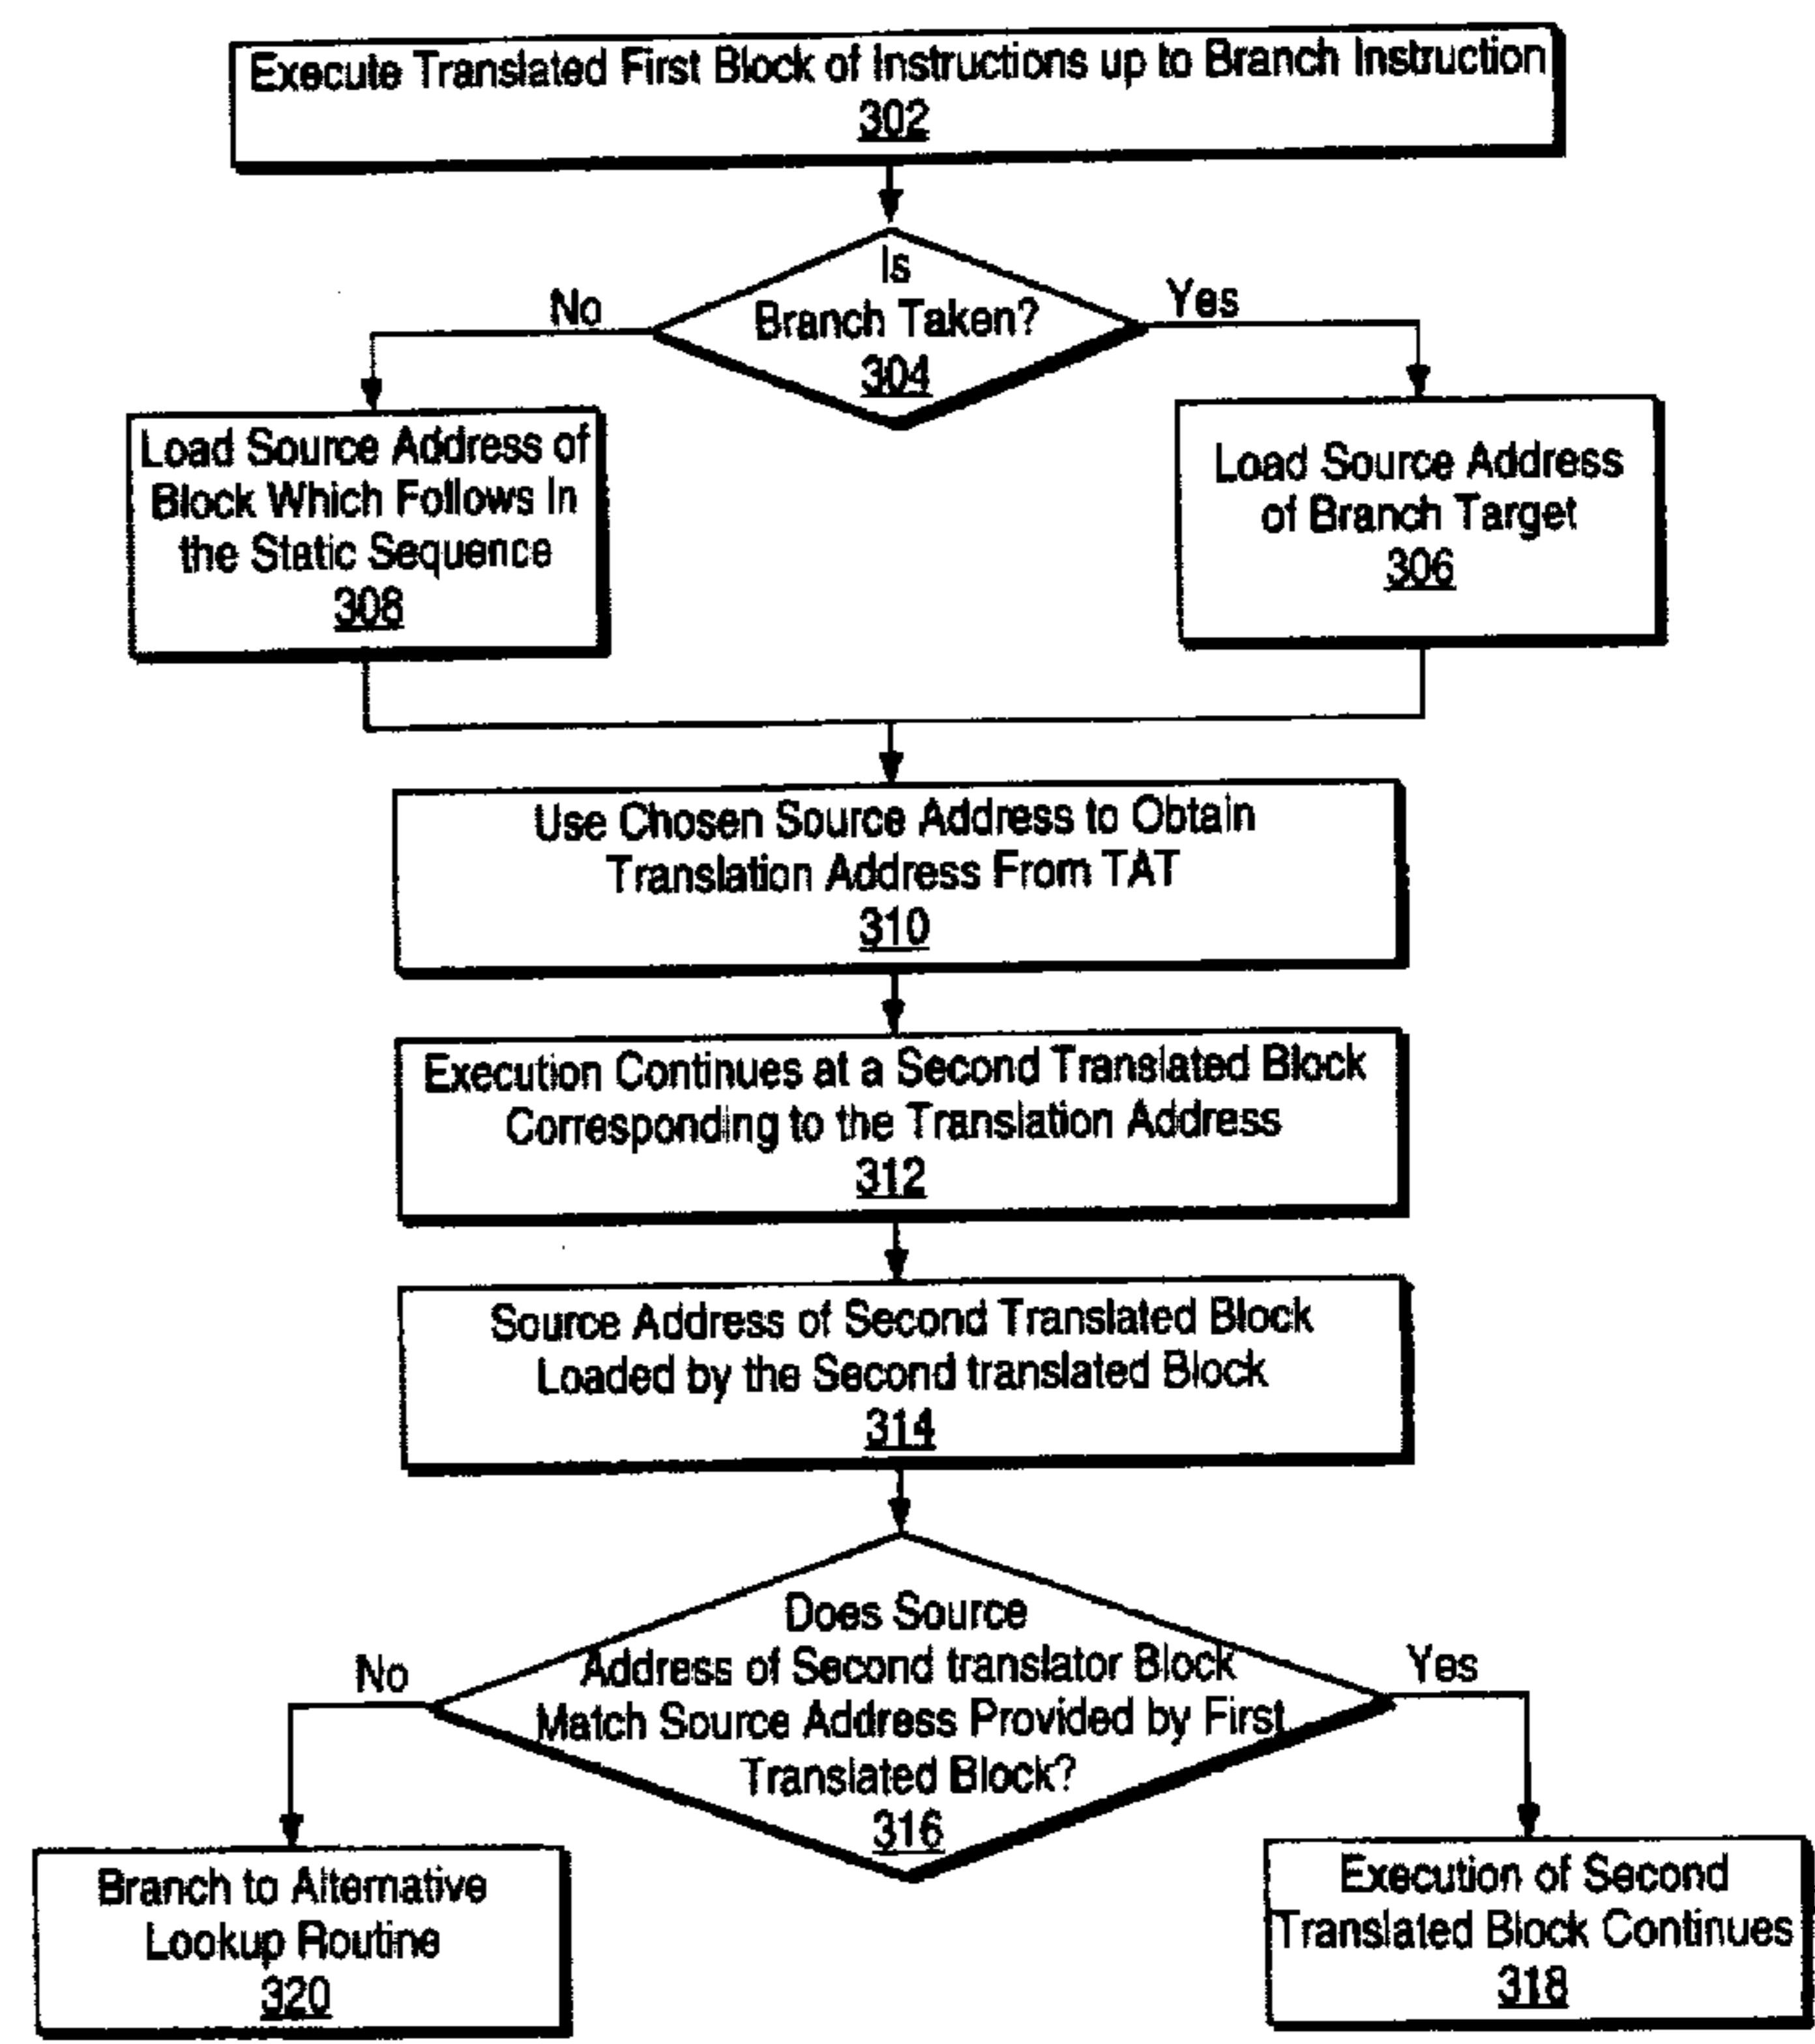 Execute Translated First Block of Instructions up to Branch Instruction
302
Is
Branch Taken?
304
No
Yes
Load Source Address of
Block Which Follows In
the Static Sequence
308
Load Source Address
of Branch Target
306
Use Chosen Source Address to Obtain
Translation Address From TAT
310
Execution Continues at a Second Translated Block
Corresponding to the Translation Address
312
Source Address of Second Translated Block
Loaded by the Second translated Block
314
Does Source
Address of Second translator Block
Match Source Address Provided by First
Translated Block?
316
No
Yes
Branch to Alternative
Lookup Routine
320
Execution of Second
Translated Block Continues
318